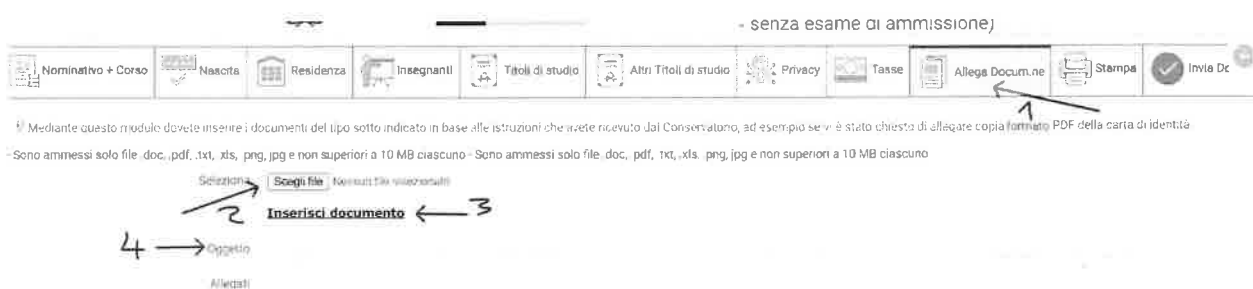 - senza esame di ammissione)
Nominativo + Corso Nascita Residenza Insegnanti Titoli di studio Altri Titoli di studio Privacy Tasse Allega Docum.ne Stampa Invia Dc
1
Mediante questo modulo dovete inserire i documenti del tipo sotto indicato in base alle istruzioni che avete ricevuto dal Conservatorio, ad esempio se vi è stato chiesto di allegare copia formato PDF della carta di identità
- Sono ammessi solo file .doc, .pdf, .txt, .xls, .png, .jpg e non superiori a 10 MB ciascuno - Sono ammessi solo file .doc, .pdf, .txt, .xls, .png, .jpg e non superiori a 10 MB ciascuno
Seleziona Scegli file Nessun file selezionato
2 Inserisci documento 3
4 Oggetto
Allegati